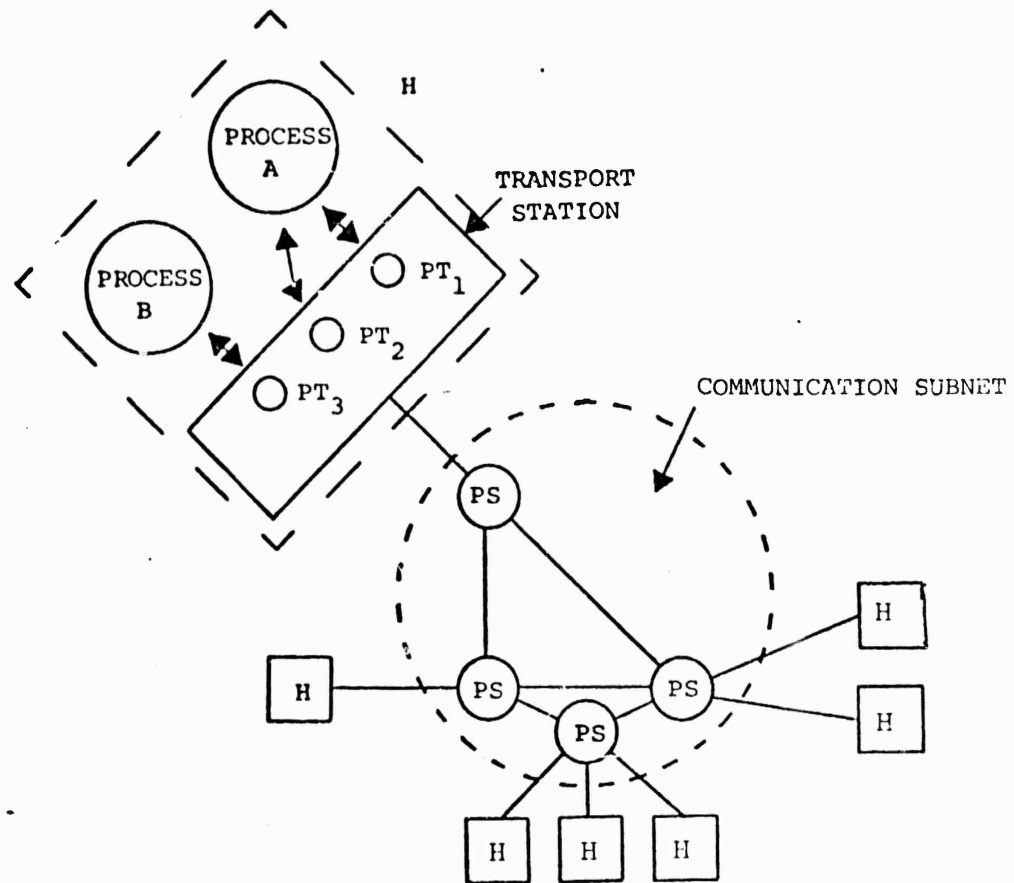 H
PROCESS
A
TRANSPORT
STATION
PROCESS
B
PT1
PT2
PT3
COMMUNICATION SUBNET
PS
H
H
PS
PS
H
PS
H
H
H